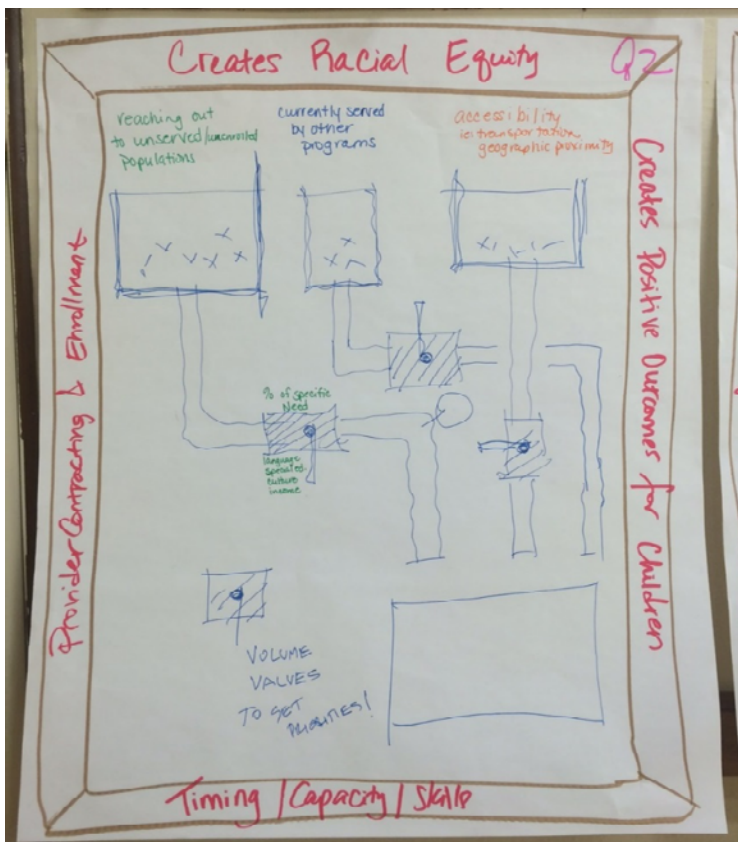 Creates Racial Equity
Q2
reaching out
to unserved/unenrolled
populations
currently served
by other
programs
accessibility
ie: transportation,
geographic proximity
Provider Contracting & Enrollment
Creates Positive Outcomes for Children
% of specific
Need
language
culture
income
VOLUME
VALVES
TO SET
PRIORITIES!
Timing / Capacity / Skills